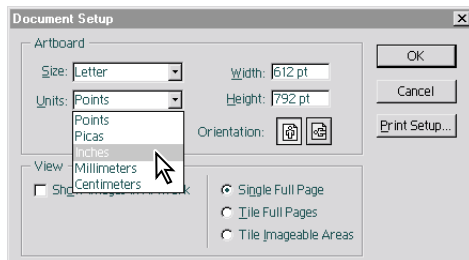 Document Setup
Artboard
Size: Letter
Width: 612 pt
OK
Units: Points
Height: 792 pt
Cancel
Points
Picas
Inches
Millimeters
Centimeters
Orientation:
Print Setup...
View
Single Full Page
Tile Full Pages
Tile Imageable Areas